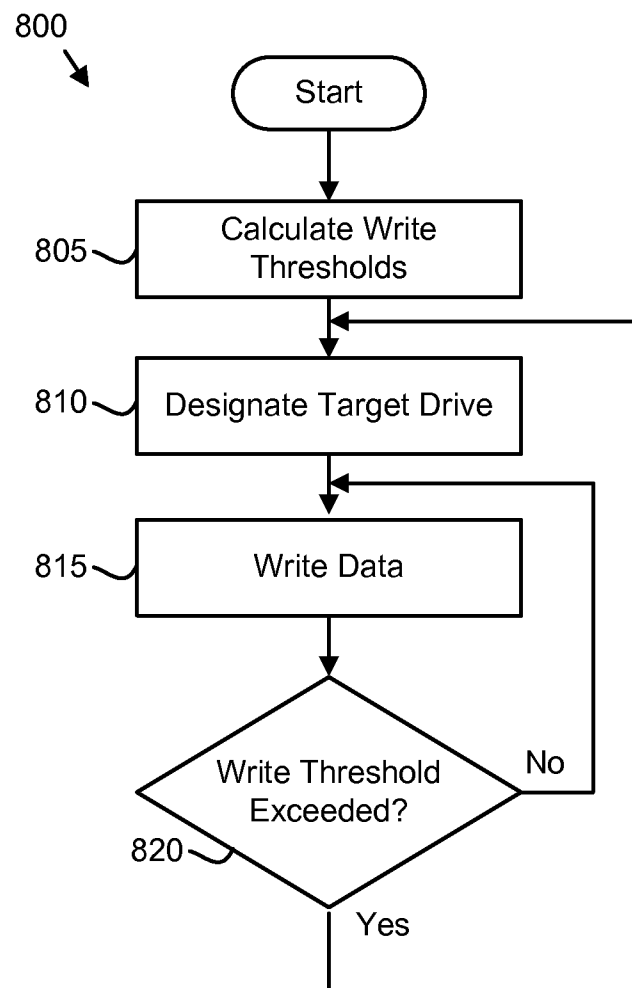 800
Start
805
Calculate Write
Thresholds
810
Designate Target Drive
815
Write Data
Write Threshold
Exceeded?
No
820
Yes